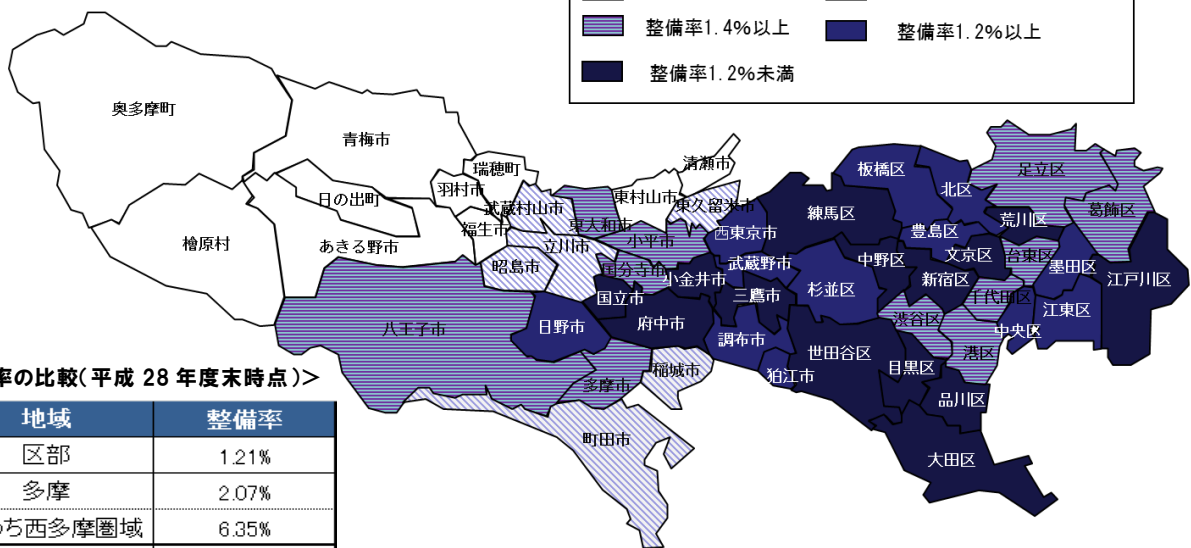 整備率1.4%以上 整備率1.2%以上
整備率1.2%未満
奥多摩町
青梅市
瑞穂町
清瀬市
羽村市
日の出町
武蔵村山市
東村山市
東久留米市
福生市
東大和市
檜原村
あきる野市
立川市
小平市
西東京市
昭島市
国分寺市
小金井市
武蔵野市
国立市
三鷹市
八王子市
日野市
府中市
調布市
多摩市
稲城市
狛江市
町田市
板橋区
北区
足立区
練馬区
荒川区
葛飾区
豊島区
文京区
台東区
墨田区
江戸川区
中野区
新宿区
千代田区
杉並区
渋谷区
中央区
江東区
世田谷区
目黒区
港区
品川区
大田区
率の比較(平成 28 年度末時点)>
地域 整備率
区部 1.21%
多摩 2.07%
ち西多摩圏域 6.35%